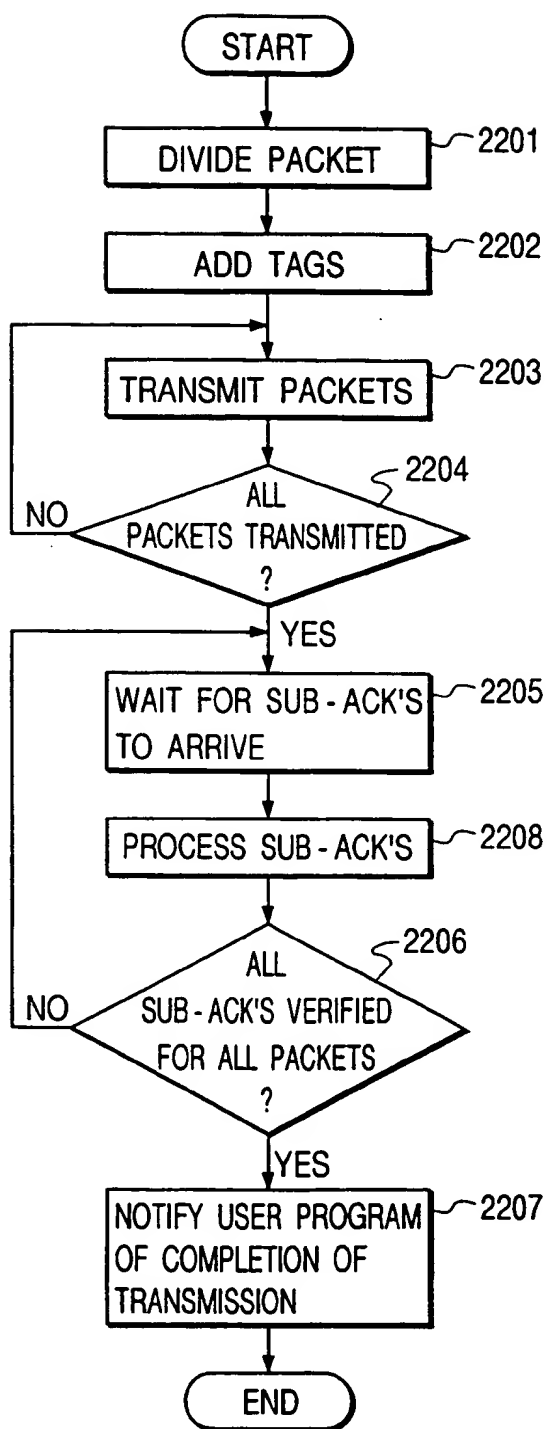 START
DIVIDE PACKET
2201
ADD TAGS
2202
TRANSMIT PACKETS
2203
2204
ALL
PACKETS TRANSMITTED
?
NO
YES
WAIT FOR SUB-ACK'S
TO ARRIVE
2205
PROCESS SUB-ACK'S
2208
2206
ALL
SUB-ACK'S VERIFIED
FOR ALL PACKETS
?
NO
YES
NOTIFY USER PROGRAM
OF COMPLETION OF
TRANSMISSION
2207
END